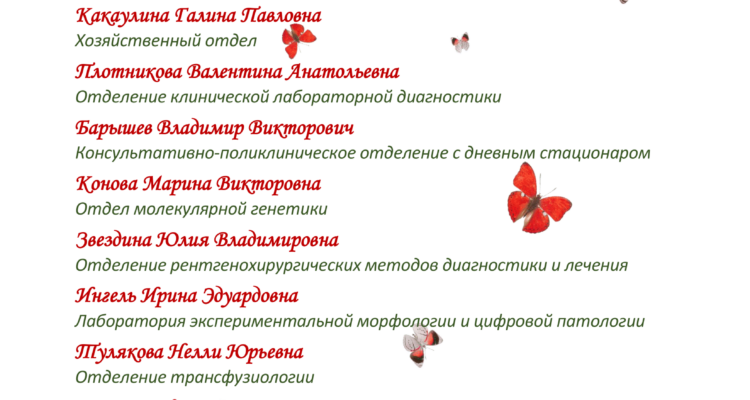 Какаулина Галина Павловна
Хозяйственный отдел
Плотникова Валентина Анатольевна
Отделение клинической лабораторной диагностики
Барышев Владимир Викторович
Консультативно-поликлиническое отделение с дневным стационаром
Конова Марина Викторовна
Отдел молекулярной генетики
Звездина Юлия Владимировна
Отделение рентгенохирургических методов диагностики и лечения
Ингель Ирина Эдуардовна
Лаборатория экспериментальной морфологии и цифровой патологии
Тулякова Нелли Юрьевна
Отделение трансфузиологии